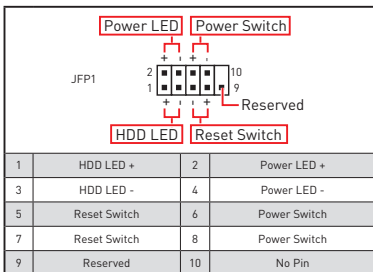 Power LED Power Switch
+ - + -
JFP1
2 10
1 9
+ - - +
Reserved
HDD LED Reset Switch
1 HDD LED + 2 Power LED +
3 HDD LED - 4 Power LED -
5 Reset Switch 6 Power Switch
7 Reset Switch 8 Power Switch
9 Reserved 10 No Pin